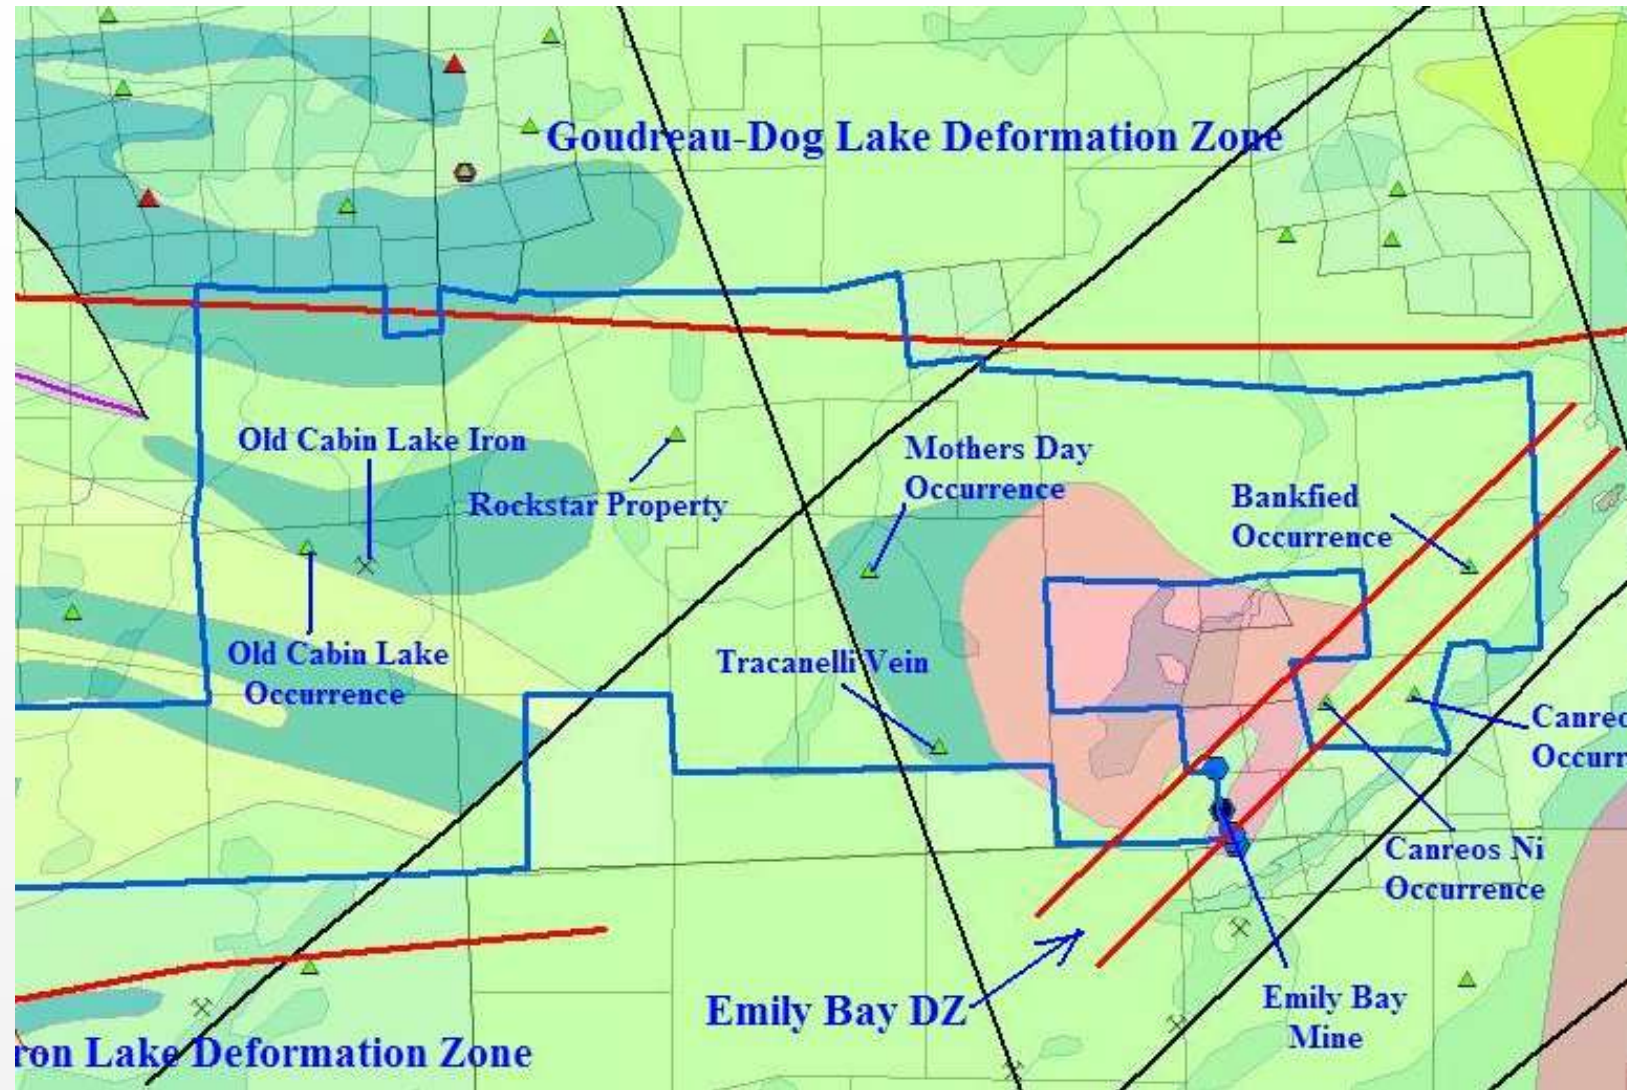 Goudreau-Dog Lake Deformation Zone
Old Cabin Lake Iron
Rockstar Property
Mothers Day
Occurrence
Bankfied
Occurrence
Old Cabin Lake
Occurrence
Tracanelli Vein
Canreo
Occurr
Canreos Ni
Occurrence
Emily Bay DZ
Emily Bay
Mine
ron Lake Deformation Zone